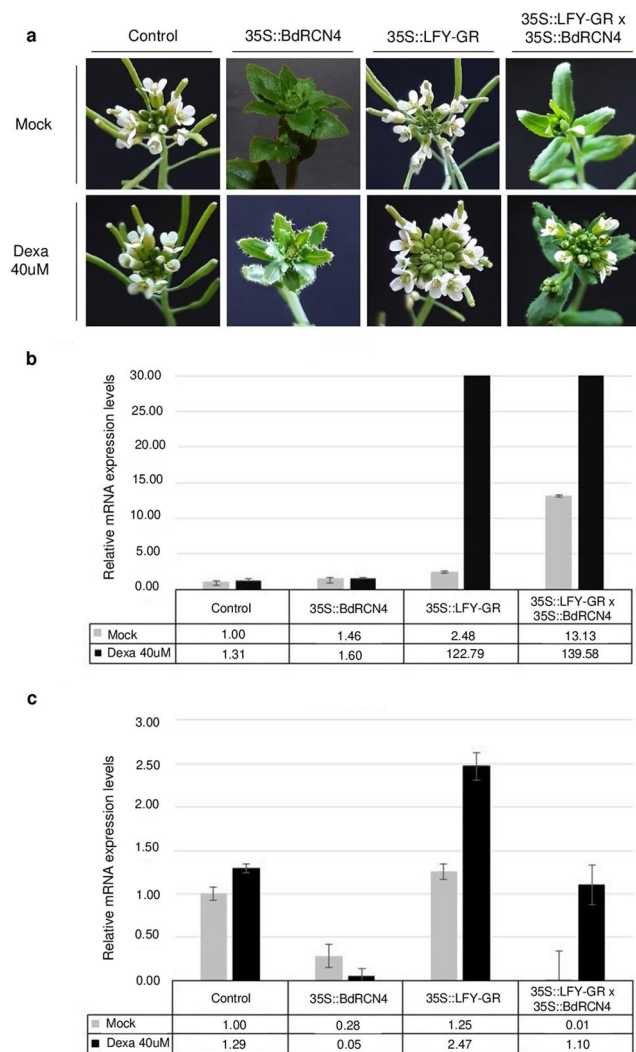 a
Control
35S::BdRCN4
35S::LFY-GR
35S::LFY-GR x
35S::BdRCN4
Mock
Dexa
40uM
b
Relative mRNA expression levels
30.00
25.00
20.00
15.00
10.00
5.00
0.00
Control
35S::BdRCN4
35S::LFY-GR
35S::LFY-GR x
35S::BdRCN4
Mock 1.00 1.46 2.48 13.13
Dexa 40uM 1.31 1.60 122.79 139.58
c
Relative mRNA expression levels
3.00
2.50
2.00
1.50
1.00
0.50
0.00
Control
35S::BdRCN4
35S::LFY-GR
35S::LFY-GR x
35S::BdRCN4
Mock 1.00 0.28 1.25 0.01
Dexa 40uM 1.29 0.05 2.47 1.10